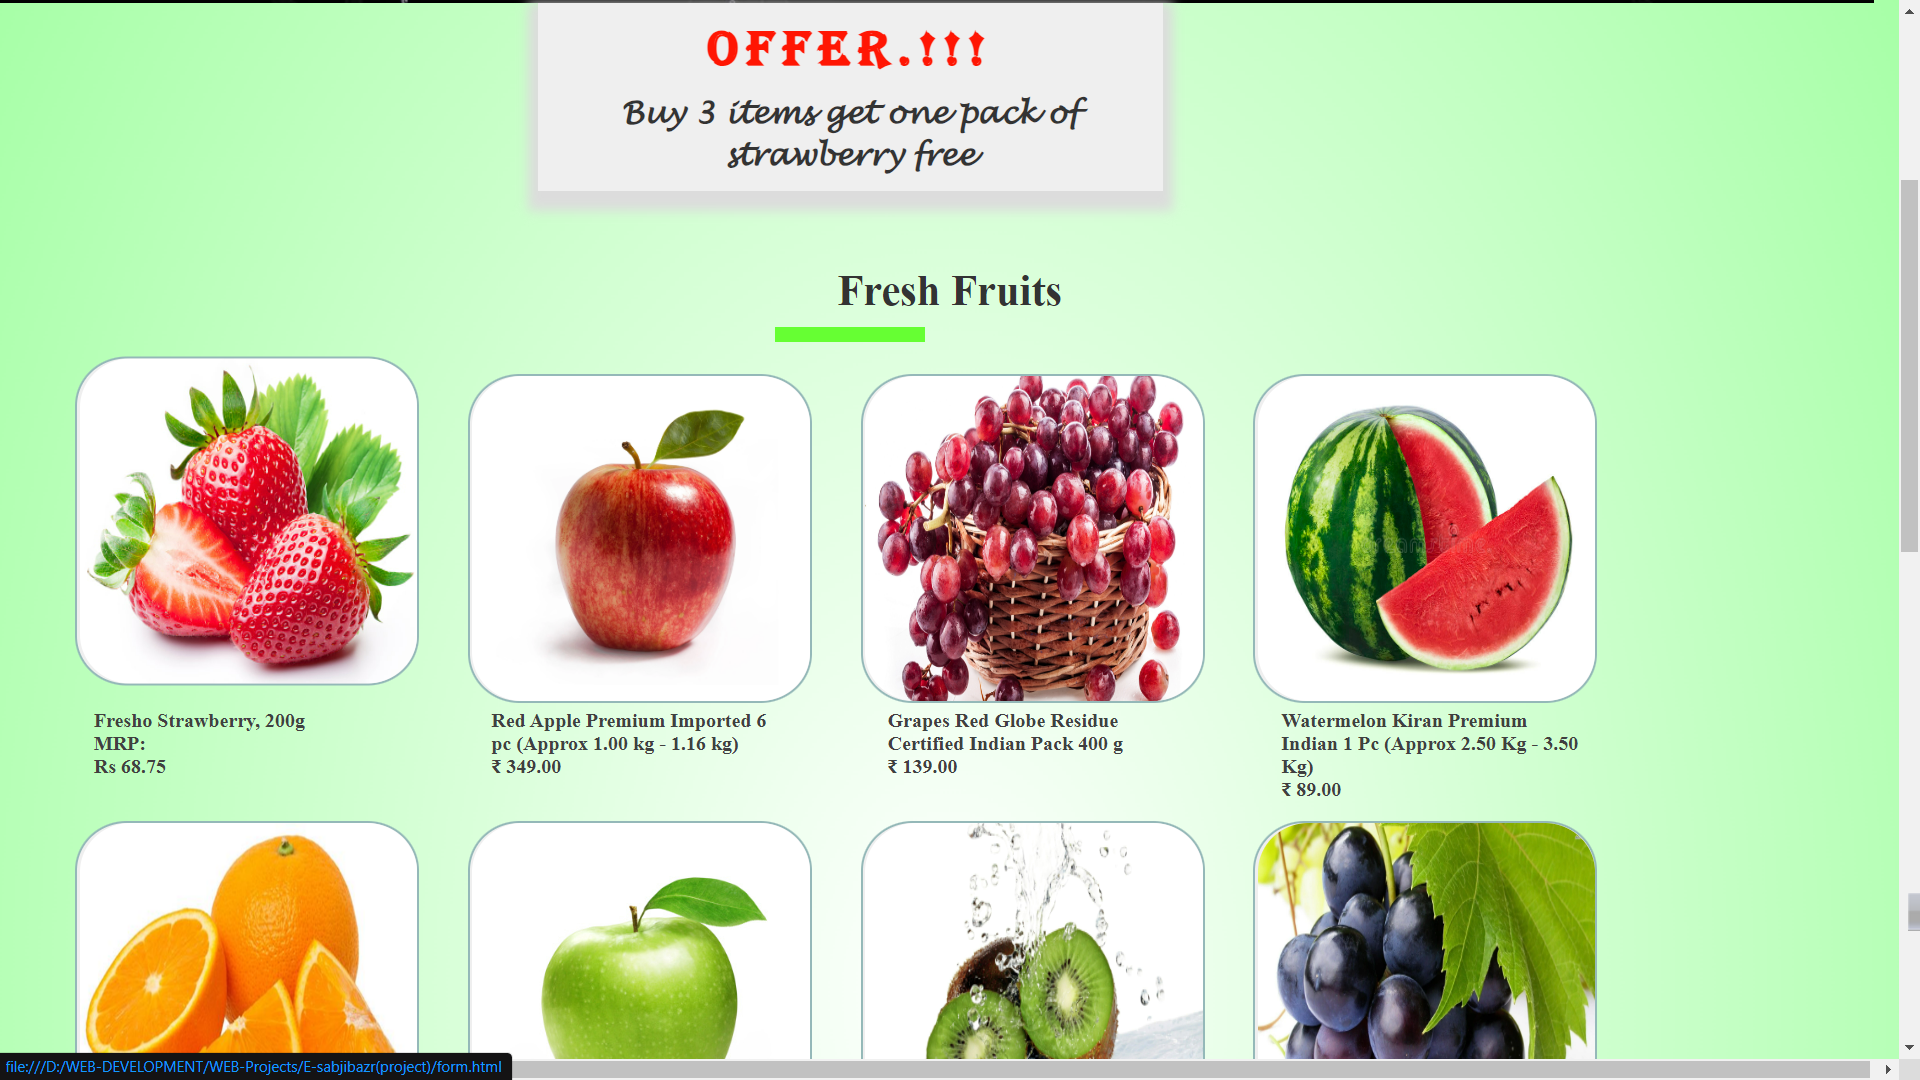 OFFER.!!!
Buy 3 items get one pack of
strawberry free
Fresh Fruits
Fresho Strawberry, 200g
MRP:
Rs 68.75
Red Apple Premium Imported 6
pc (Approx 1.00 kg - 1.16 kg)
₹ 349.00
Grapes Red Globe Residue
Certified Indian Pack 400 g
₹ 139.00
Watermelon Kiran Premium
Indian 1 Pc (Approx 2.50 Kg - 3.50
Kg)
₹ 89.00
file:///D:/WEB-DEVELOPMENT/WEB-Projects/E-sabjibazr(project)/form.html